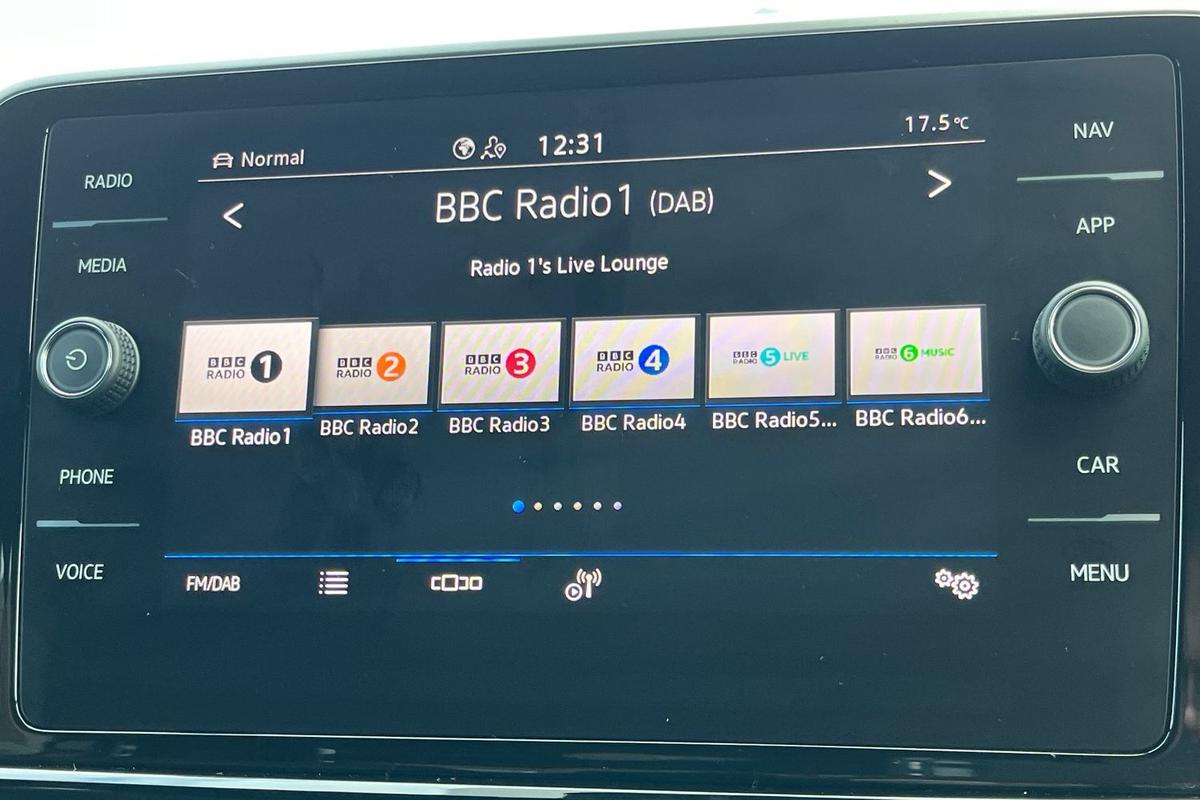 Normal 12:31 17.5°C
NAV
RADIO
< BBC Radio 1 (DAB) >
APP
MEDIA
Radio 1's Live Lounge
BBC RADIO 1
BBC RADIO 2
BBC RADIO 3
BBC RADIO 4
BBC RADIO 5 LIVE
BBC RADIO 6 MUSIC
BBC Radio1 BBC Radio2 BBC Radio3 BBC Radio4 BBC Radio5... BBC Radio6...
PHONE
CAR
VOICE
FM/DAB
MENU